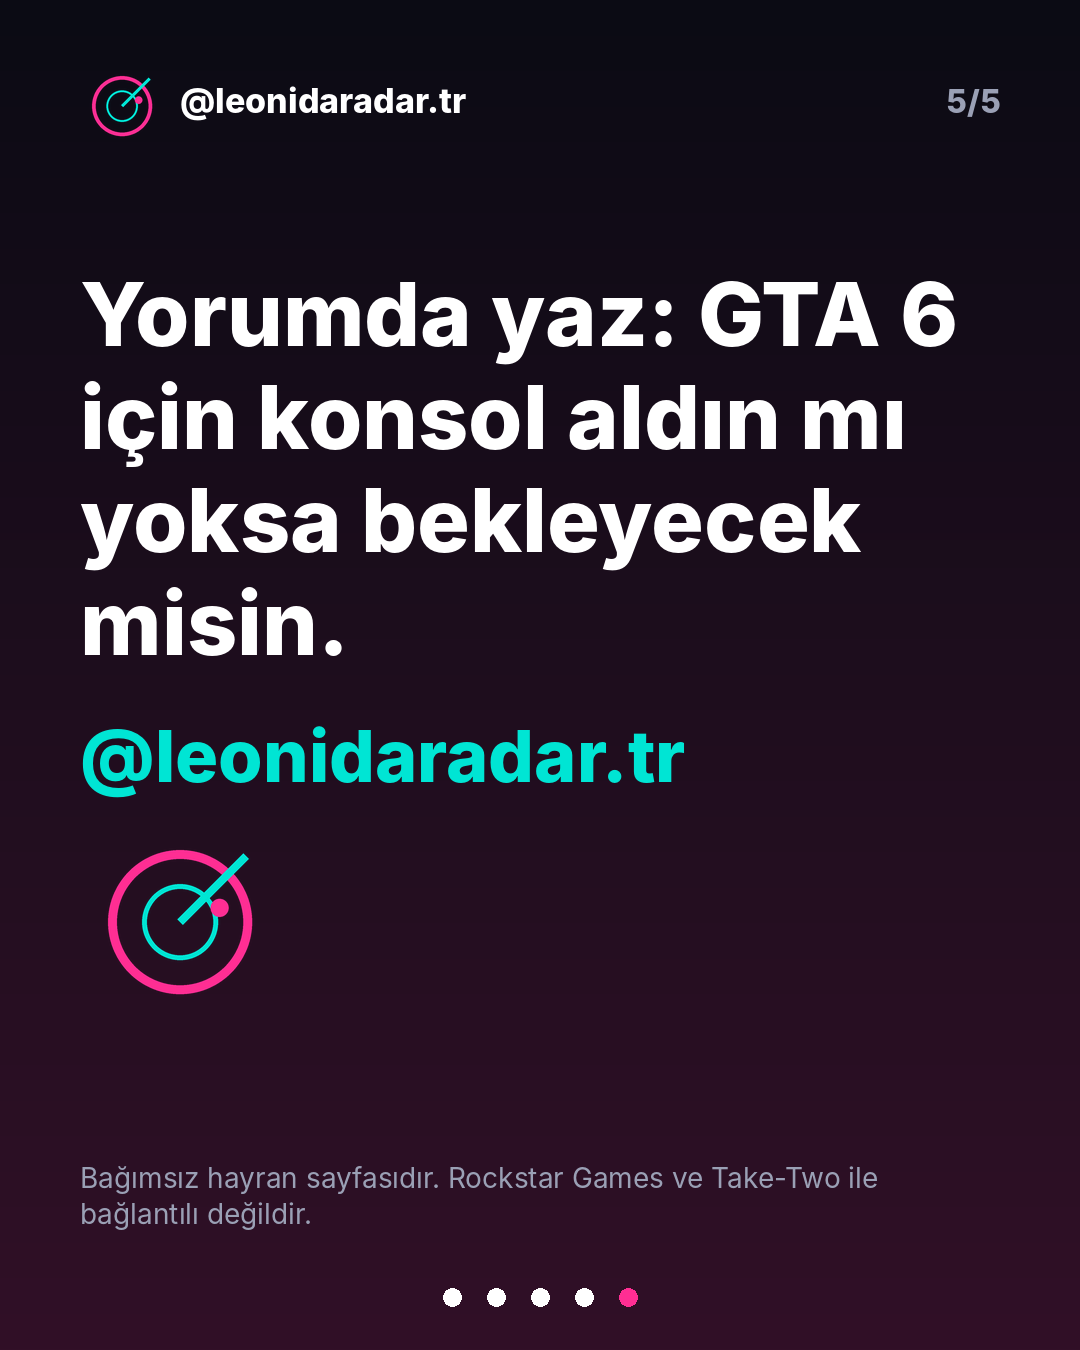 @leonidaradar.tr
5/5
Yorumda yaz: GTA 6
için konsol aldın mı
yoksa bekleyecek
misin.
@leonidaradar.tr
Bağımsız hayran sayfasıdır. Rockstar Games ve Take-Two ile
bağlantılı değildir.